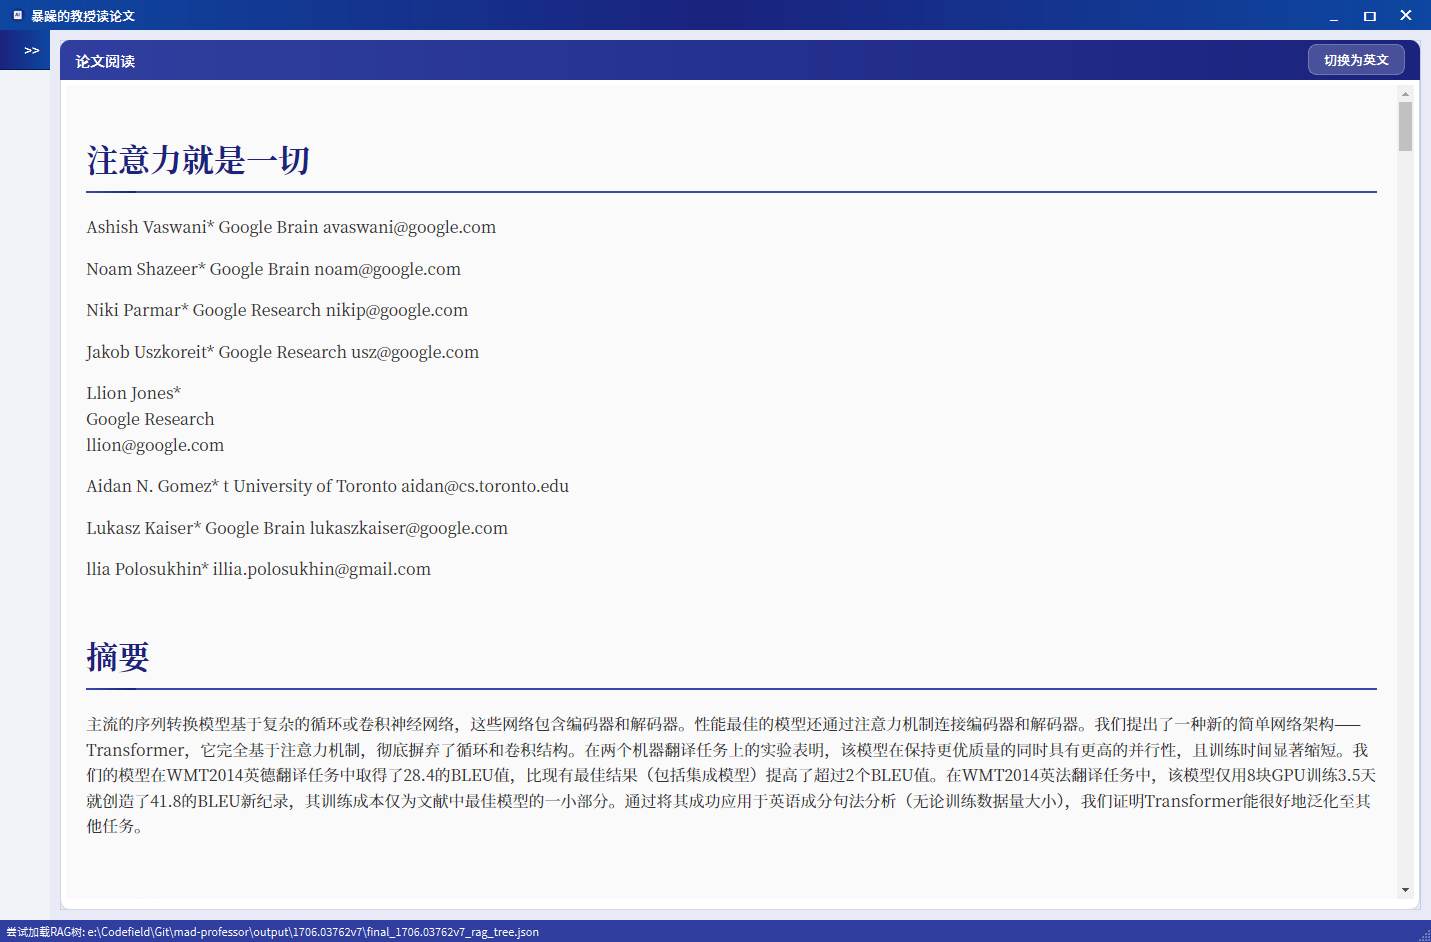 暴躁的教授读论文
>>
论文阅读
切换为英文
注意力就是一切
Ashish Vaswani* Google Brain avaswani@google.com
Noam Shazeer* Google Brain noam@google.com
Niki Parmar* Google Research nikip@google.com
Jakob Uszkoreit* Google Research usz@google.com
Llion Jones*
Google Research
llion@google.com
Aidan N. Gomez* t University of Toronto aidan@cs.toronto.edu
Lukasz Kaiser* Google Brain lukaszkaiser@google.com
llia Polosukhin* illia.polosukhin@gmail.com
摘要
主流的序列转换模型基于复杂的循环或卷积神经网络，这些网络包含编码器和解码器。性能最佳的模型还通过注意力机制连接编码器和解码器。我们提出了一种新的简单网络架构——
Transformer，它完全基于注意力机制，彻底摒弃了循环和卷积结构。在两个机器翻译任务上的实验表明，该模型在保持更优质量的同时具有更高的并行性，且训练时间显著缩短。我
们的模型在WMT2014英德翻译任务中取得了28.4的BLEU值，比现有最佳结果（包括集成模型）提高了超过2个BLEU值。在WMT2014英法翻译任务中，该模型仅用8块GPU训练3.5天
就创造了41.8的BLEU新纪录，其训练成本仅为文献中最佳模型的一小部分。通过将其成功应用于英语成分句法分析（无论训练数据量大小），我们证明Transformer能很好地泛化至其
他任务。
尝试加载RAG树: e:\Codefield\Git\mad-professor\output\1706.03762v7\final_1706.03762v7_rag_tree.json